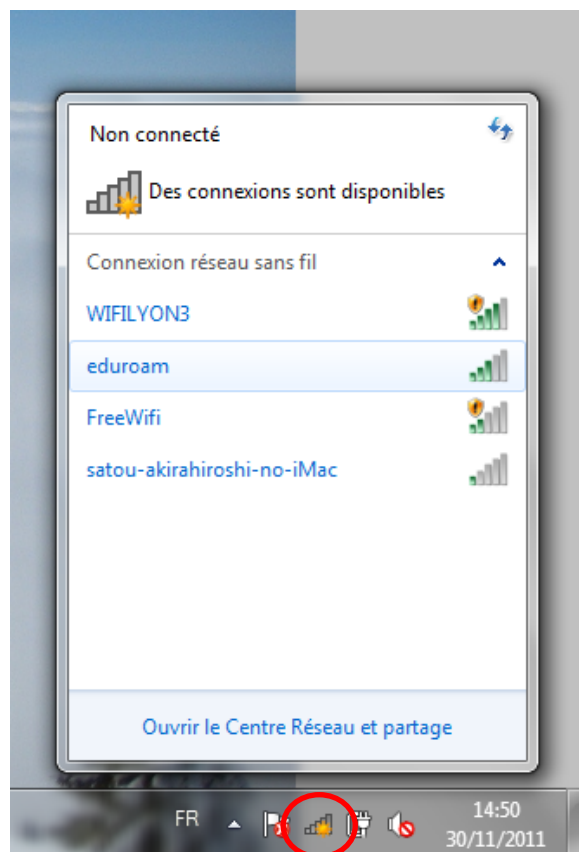 Non connecté
Des connexions sont disponibles
Connexion réseau sans fil
WIFILYON3
eduroam
FreeWifi
satou-akirahiroshi-no-iMac
Ouvrir le Centre Réseau et partage
FR
14:50
30/11/2011